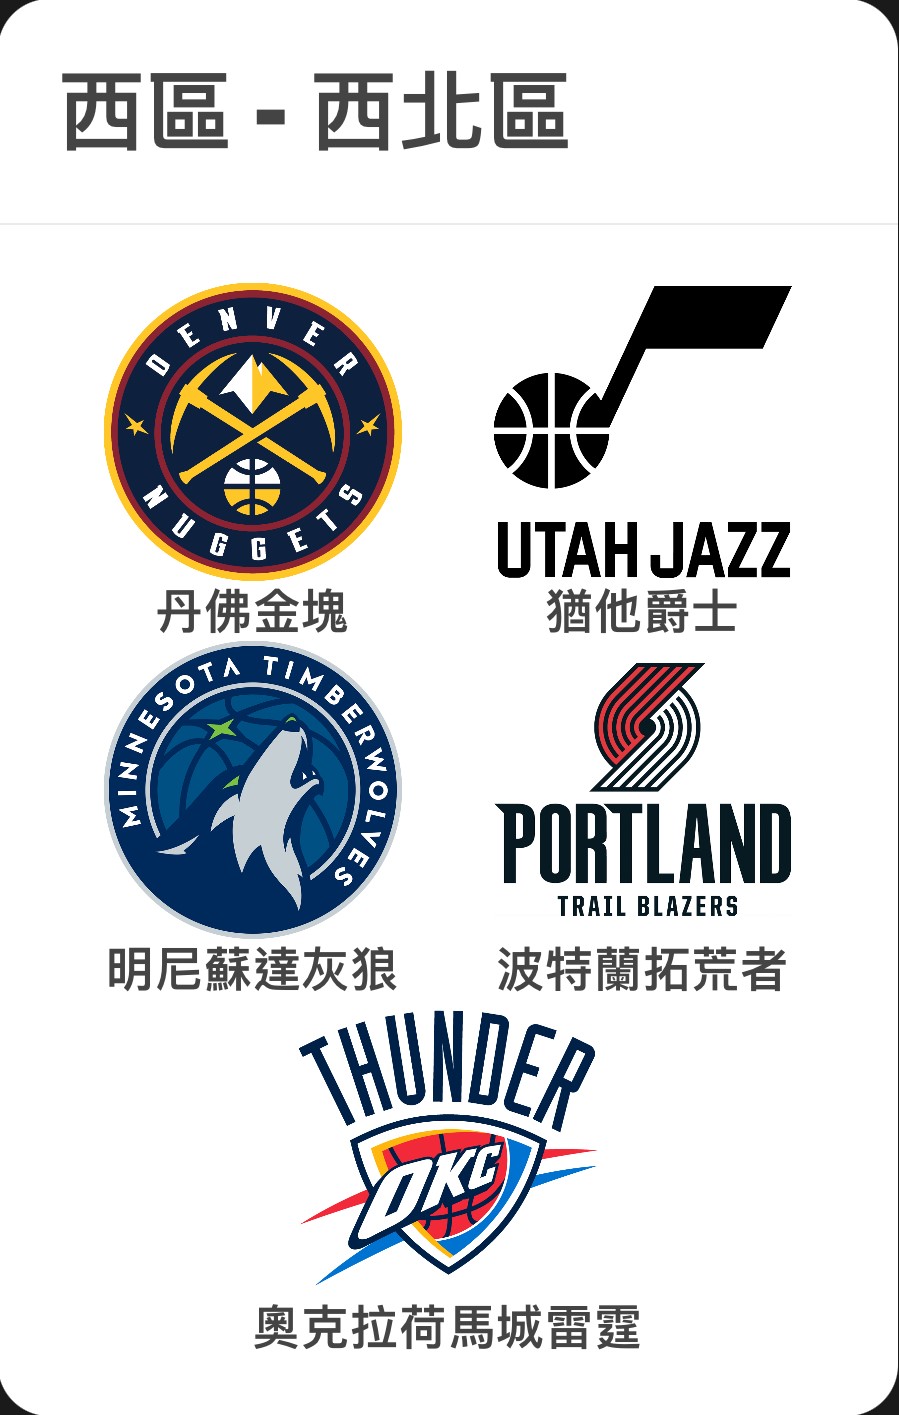 西區 - 西北區
DENVER
NUGGETS
UTAH JAZZ
丹佛金塊
猶他爵士
MINNESOTA TIMBERWOLVES
PORTLAND
TRAIL BLAZERS
明尼蘇達灰狼
波特蘭拓荒者
THUNDER
OKC
奧克拉荷馬城雷霆